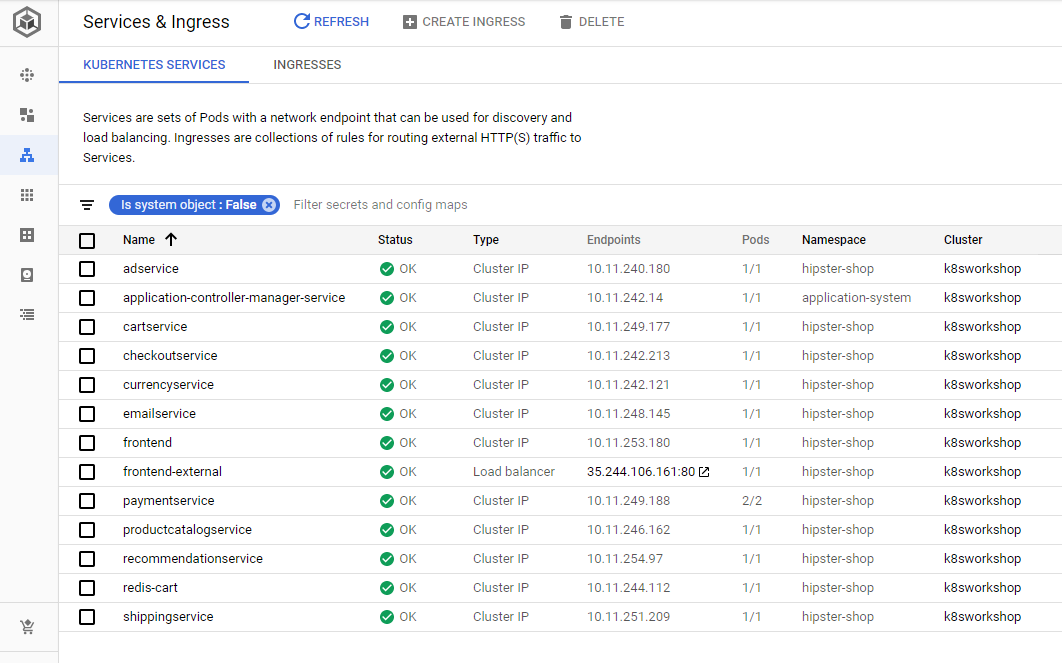 Services & Ingress REFRESH CREATE INGRESS DELETE
KUBERNETES SERVICES INGRESSES
Services are sets of Pods with a network endpoint that can be used for discovery and
load balancing. Ingresses are collections of rules for routing external HTTP(S) traffic to
Services.
Is system object : False Filter secrets and config maps
Name Status Type Endpoints Pods Namespace Cluster
adservice OK Cluster IP 10.11.240.180 1/1 hipster-shop k8sworkshop
application-controller-manager-service OK Cluster IP 10.11.242.14 1/1 application-system k8sworkshop
cartservice OK Cluster IP 10.11.249.177 1/1 hipster-shop k8sworkshop
checkoutservice OK Cluster IP 10.11.242.213 1/1 hipster-shop k8sworkshop
currencyservice OK Cluster IP 10.11.242.121 1/1 hipster-shop k8sworkshop
emailservice OK Cluster IP 10.11.248.145 1/1 hipster-shop k8sworkshop
frontend OK Cluster IP 10.11.253.180 1/1 hipster-shop k8sworkshop
frontend-external OK Load balancer 35.244.106.161:80 1/1 hipster-shop k8sworkshop
paymentservice OK Cluster IP 10.11.249.188 2/2 hipster-shop k8sworkshop
productcatalogservice OK Cluster IP 10.11.246.162 1/1 hipster-shop k8sworkshop
recommendationservice OK Cluster IP 10.11.254.97 1/1 hipster-shop k8sworkshop
redis-cart OK Cluster IP 10.11.244.112 1/1 hipster-shop k8sworkshop
shippingservice OK Cluster IP 10.11.251.209 1/1 hipster-shop k8sworkshop